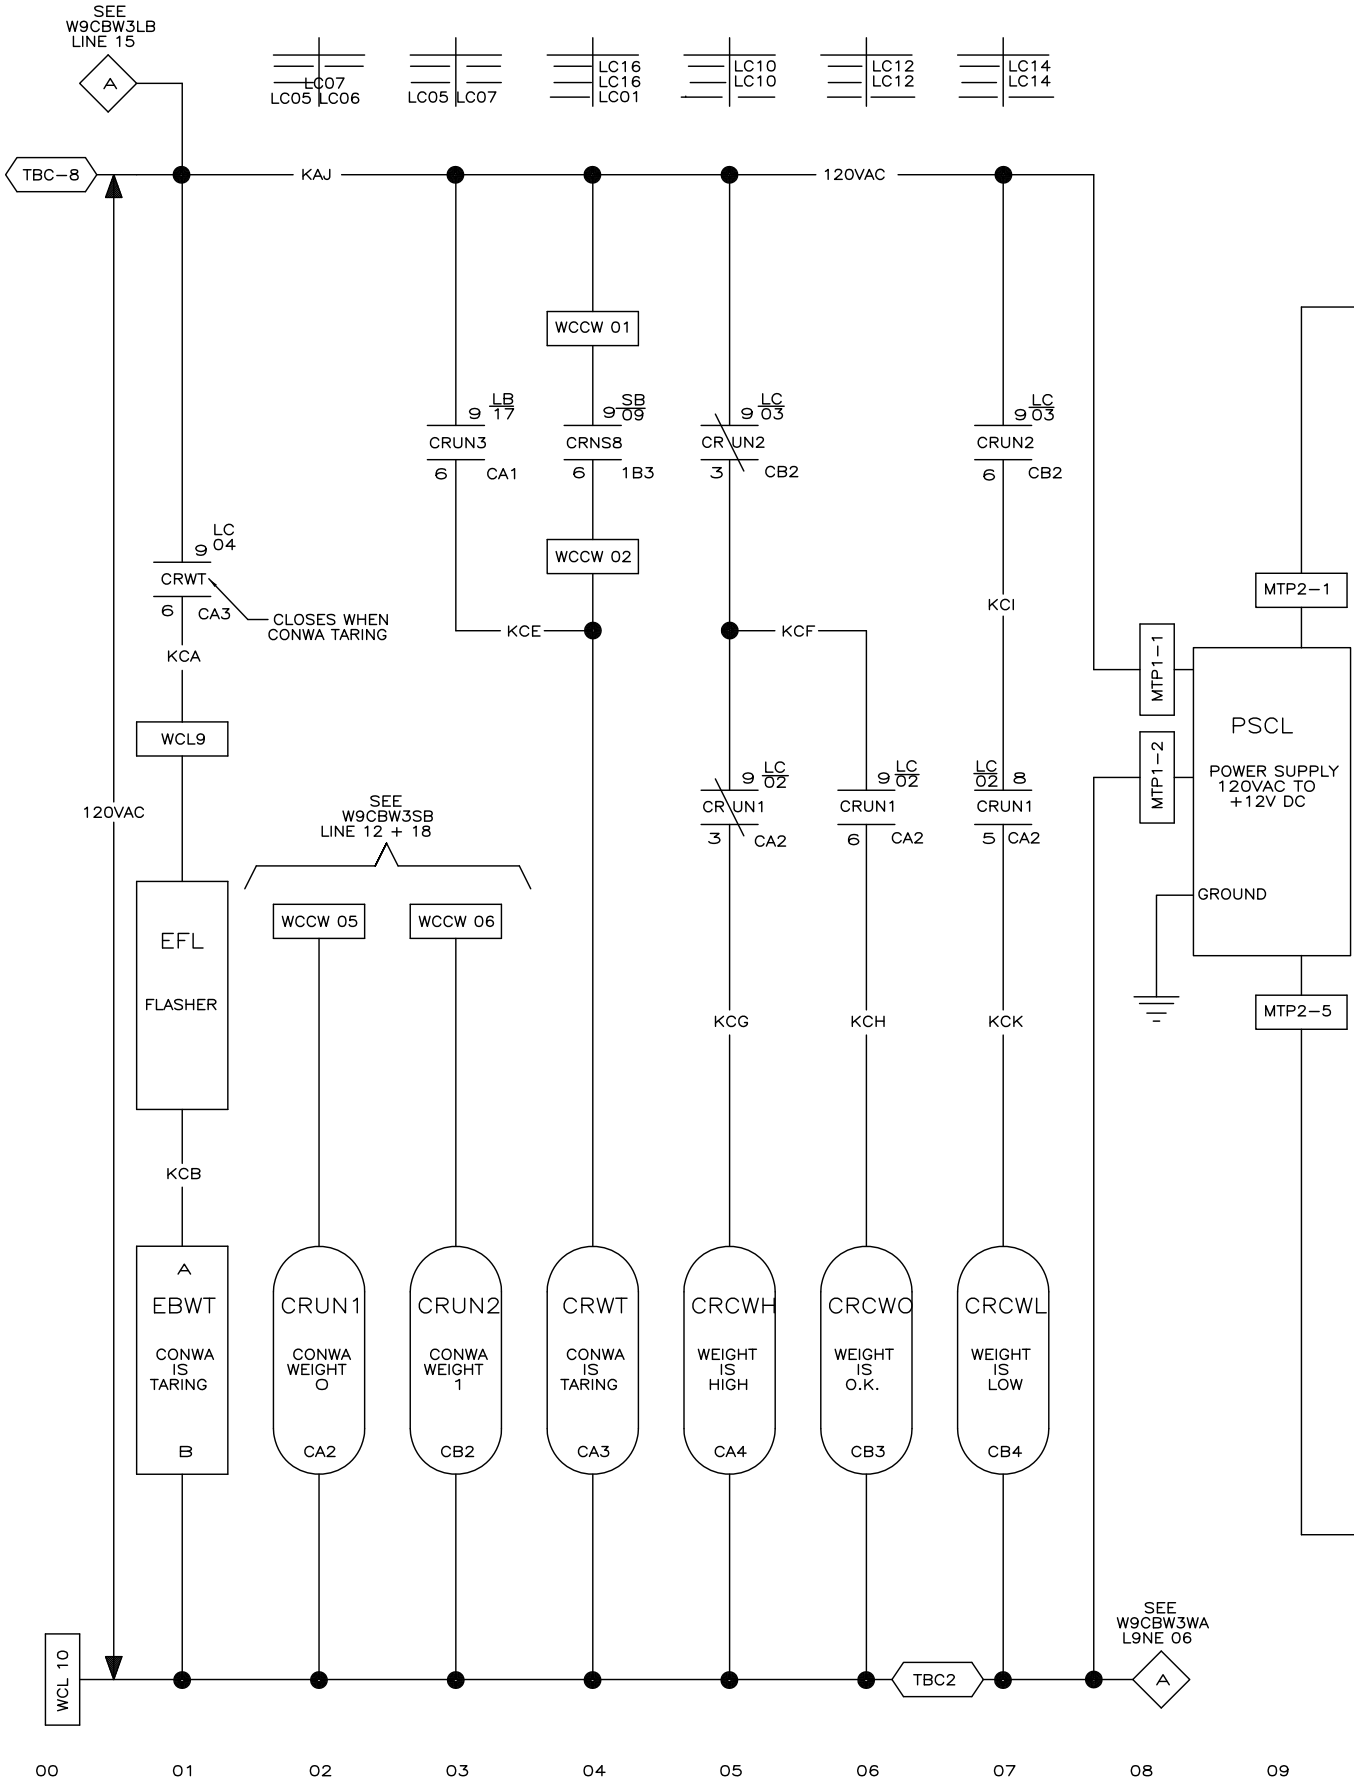 SEE
W9CBW3LB
LINE 15
A
LC07
LC05 LC06
LC05 LC07
LC16
LC16
LC01
LC10
LC10
LC12
LC12
LC14
LC14
TBC-8
KAJ
120VAC
WCCW 01
9 LB
17
CRUN3
6 CA1
9 SB
09
CRNS8
6 1B3
9 LC
03
CRUN2
3 CB2
9 LC
03
CRUN2
6 CB2
WCCW 02
9 LC
04
CRWT
6 CA3
CLOSES WHEN
CONWA TARING
KCE
KCF
KCI
KCA
WCL9
MTP2-1
MTP1-1
MTP1-2
PSCL
POWER SUPPLY
120VAC TO
+12V DC
GROUND
MTP2-5
120VAC
SEE
W9CBW3SB
LINE 12 + 18
9 LC
02
CRUN1
3 CA2
9 LC
02
CRUN1
6 CA2
LC 8
02
CRUN1
5 CA2
WCCW 05
WCCW 06
EFL
FLASHER
KCG
KCH
KCK
KCB
A
EBWT
CONWA
IS
TARING
B
CRUN1
CONWA
WEIGHT
0
CA2
CRUN2
CONWA
WEIGHT
1
CB2
CRWT
CONWA
IS
TARING
CA3
CRCWH
WEIGHT
IS
HIGH
CA4
CRCWO
WEIGHT
IS
O.K.
CB3
CRCWL
WEIGHT
IS
LOW
CB4
SEE
W9CBW3WA
L9NE 06
WCL 10
TBC2
A
00 01 02 03 04 05 06 07 08 09